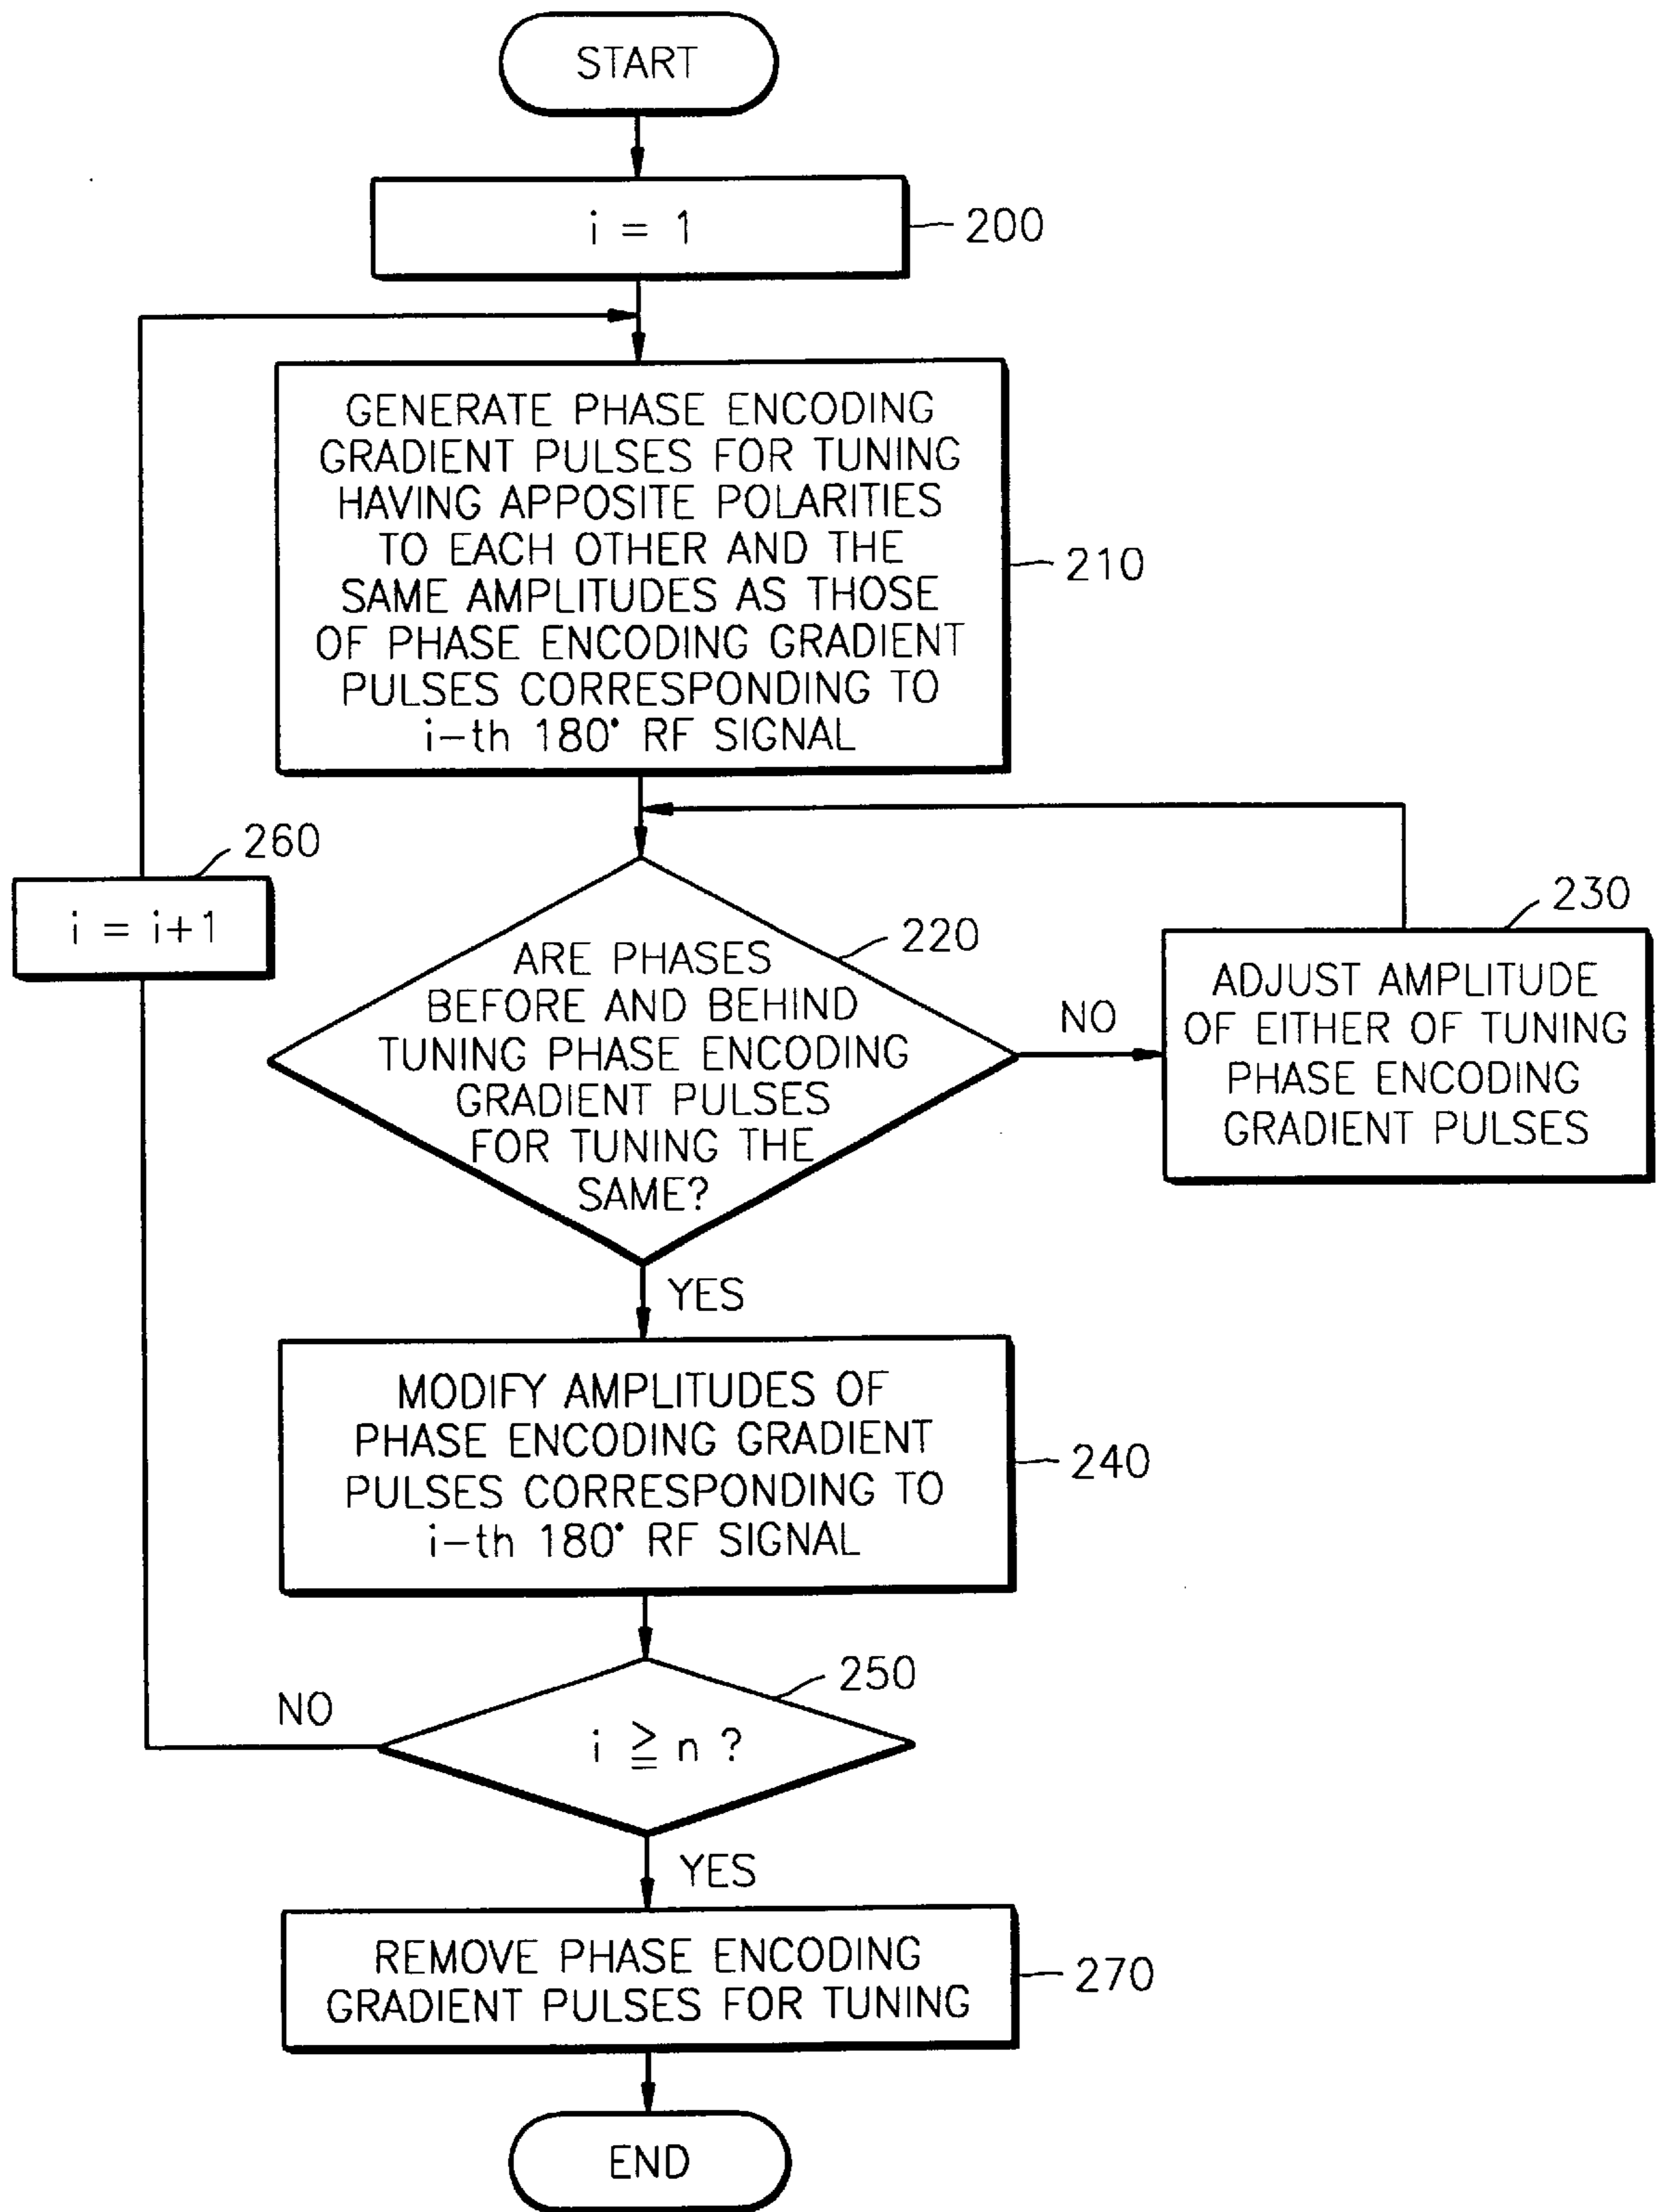 START
i = 1
200
GENERATE PHASE ENCODING
GRADIENT PULSES FOR TUNING
HAVING APPOSITE POLARITIES
TO EACH OTHER AND THE
SAME AMPLITUDES AS THOSE
OF PHASE ENCODING GRADIENT
PULSES CORRESPONDING TO
i-th 180° RF SIGNAL
210
260
i = i+1
220
ARE PHASES
BEFORE AND BEHIND
TUNING PHASE ENCODING
GRADIENT PULSES
FOR TUNING THE
SAME?
NO
230
ADJUST AMPLITUDE
OF EITHER OF TUNING
PHASE ENCODING
GRADIENT PULSES
YES
MODIFY AMPLITUDES OF
PHASE ENCODING GRADIENT
PULSES CORRESPONDING TO
i-th 180° RF SIGNAL
240
250
NO
i ≧ n ?
YES
REMOVE PHASE ENCODING
GRADIENT PULSES FOR TUNING
270
END